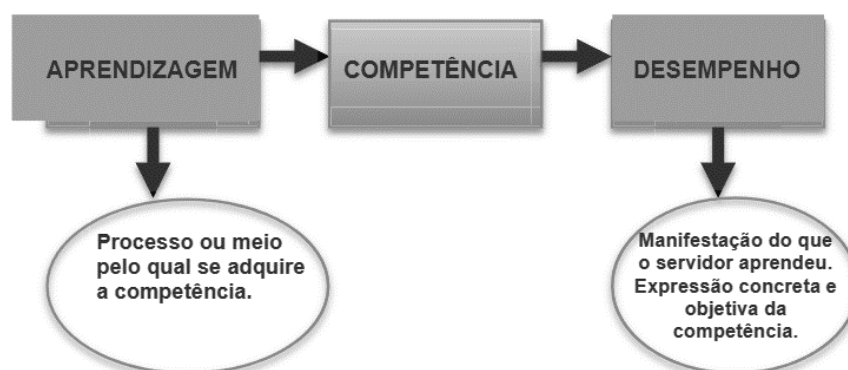 APRENDIZAGEM
COMPETÊNCIA
DESEMPENHO
Processo ou meio
pelo qual se adquire
a competência.
Manifestação do que
o servidor aprendeu.
Expressão concreta e
objetiva da
competência.